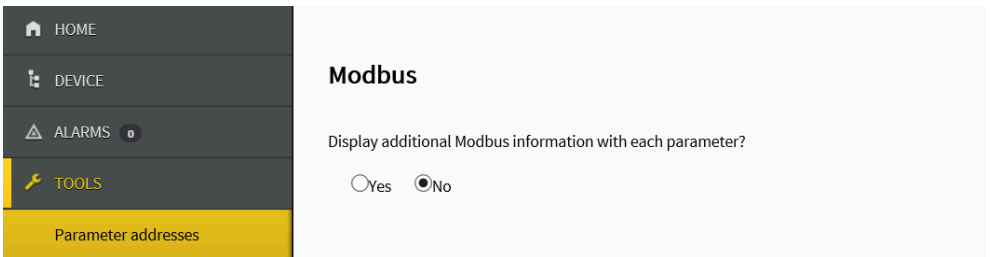 HOME
DEVICE
ALARMS 0
TOOLS
Parameter addresses
Modbus
Display additional Modbus information with each parameter?
Yes No